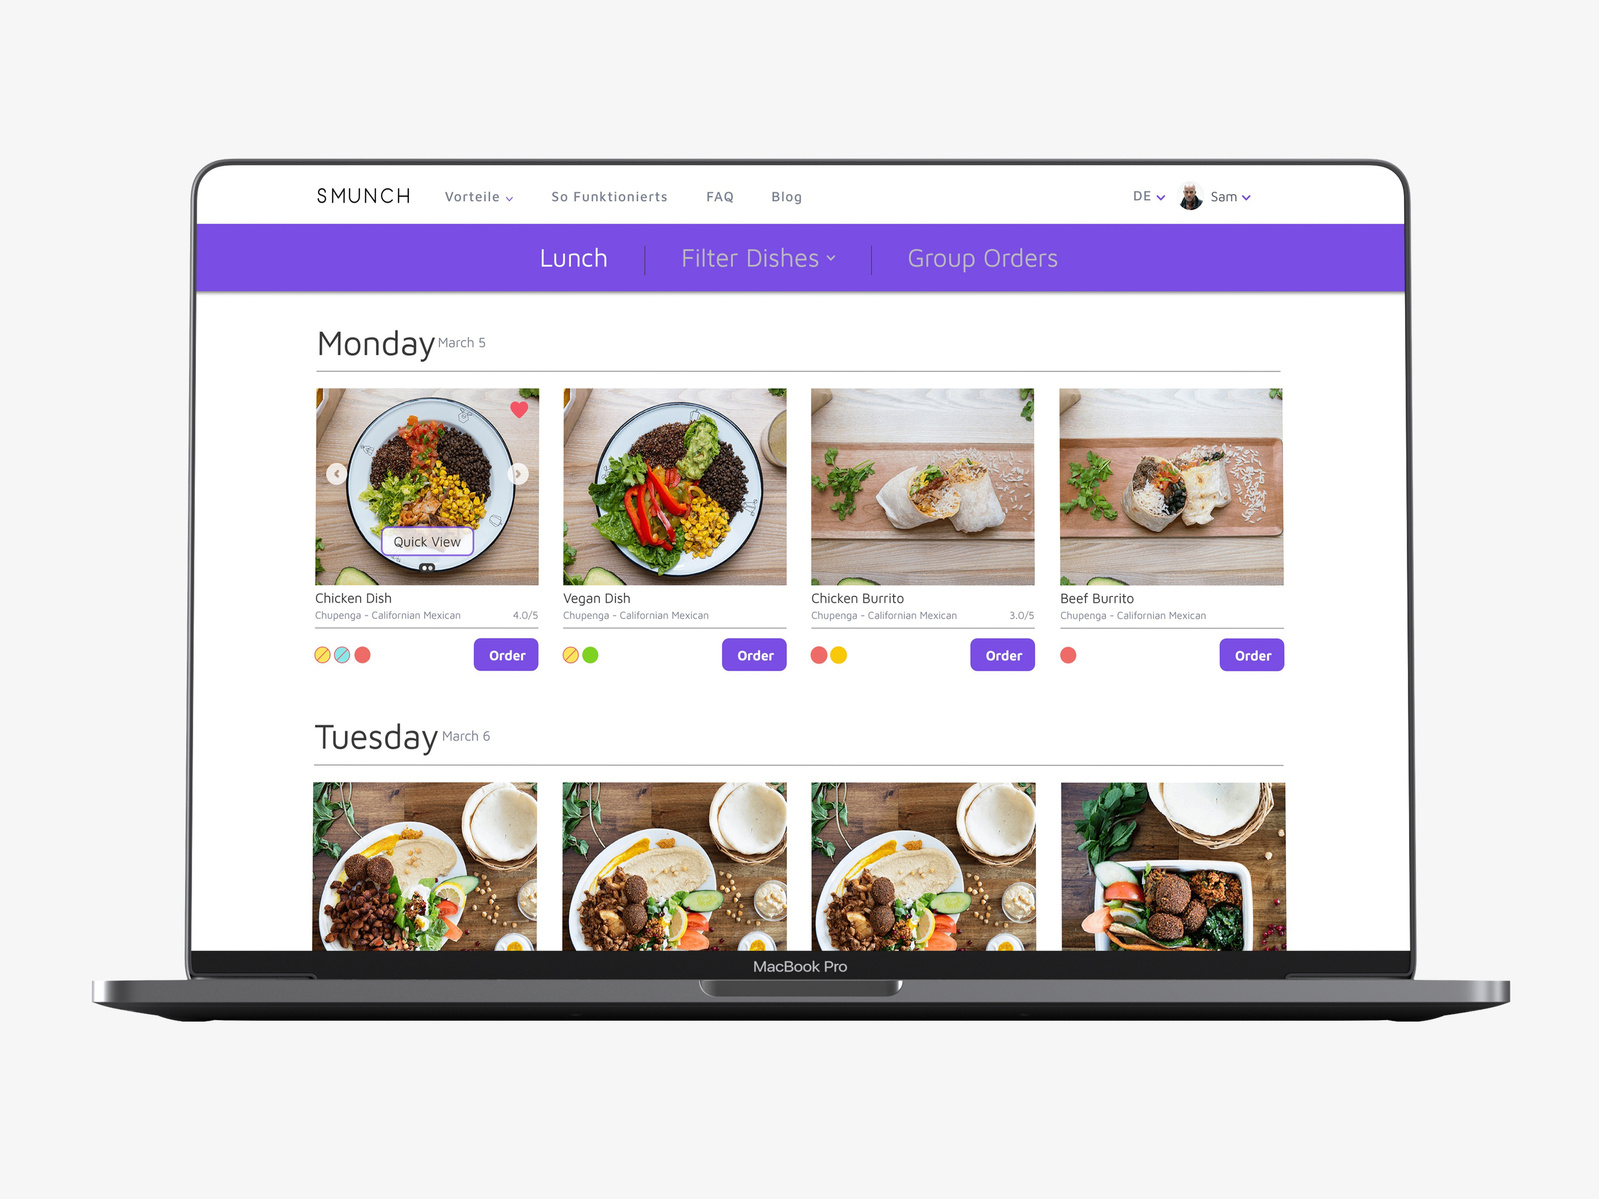 SMUNCH Vorteile So Funktionierts FAQ Blog DE Sam
Lunch Filter Dishes Group Orders
Monday March 5
Quick View
Chicken Dish
Chupenga - Californian Mexican 4.0/5
Order
Vegan Dish
Chupenga - Californian Mexican
Order
Chicken Burrito
Chupenga - Californian Mexican 3.0/5
Order
Beef Burrito
Chupenga - Californian Mexican
Order
Tuesday March 6
MacBook Pro